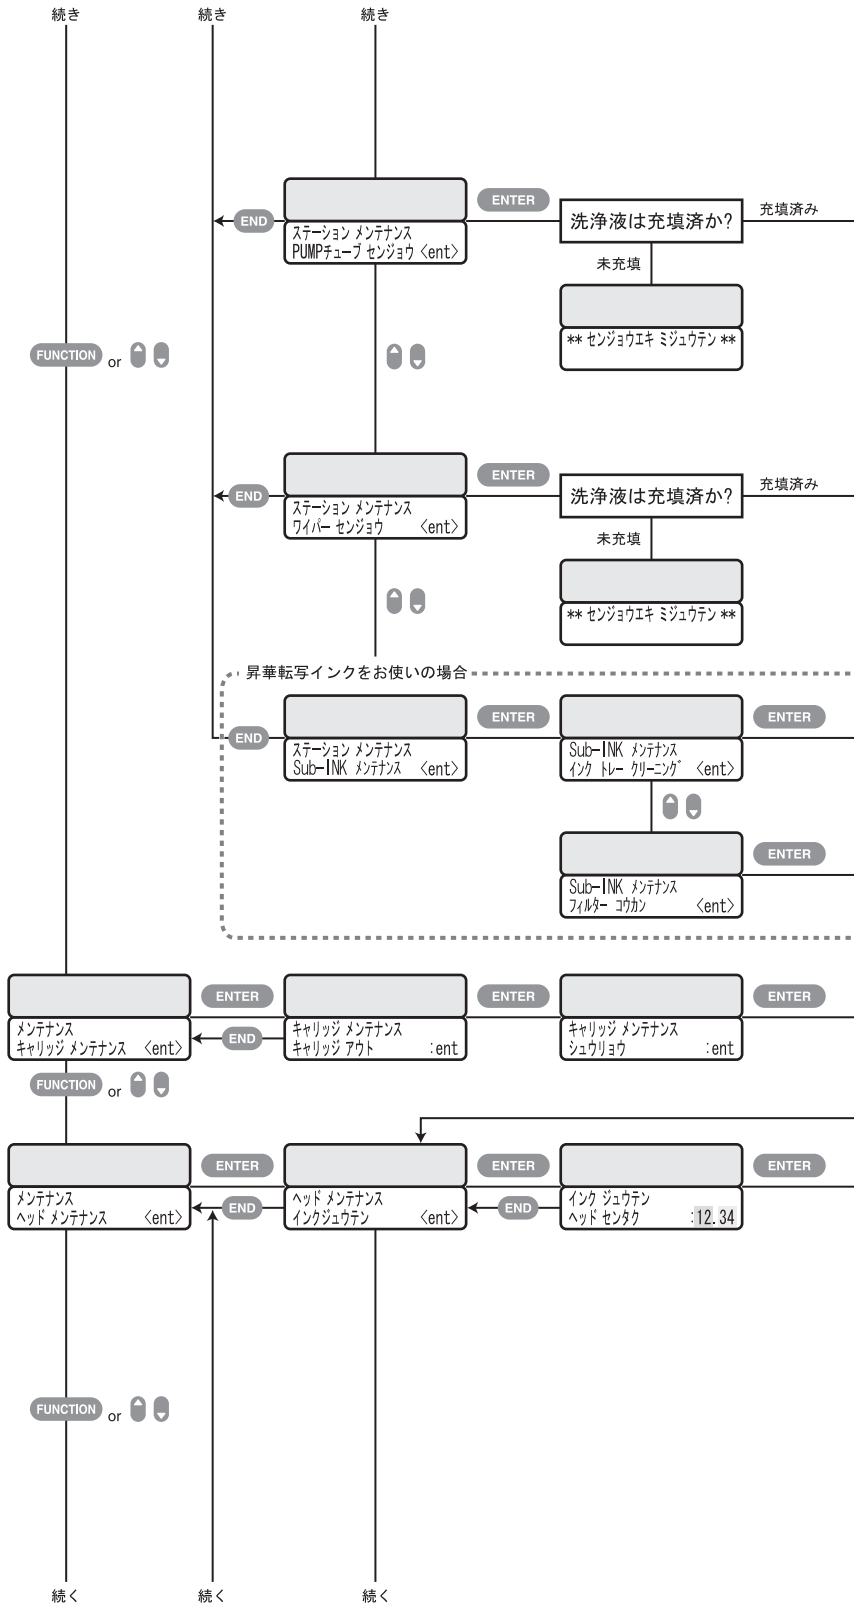 続き
続き
続き
ENTER
充填済み
END
洗浄液は充填済か?
ステーション メンテナンス
PUMPチューブ センジョウ <ent>
未充填
** センジョウエキ ミジュウテン **
FUNCTION or
ENTER
充填済み
END
洗浄液は充填済か?
ステーション メンテナンス
ワイパー センジョウ <ent>
未充填
** センジョウエキ ミジュウテン **
昇華転写インクをお使いの場合
ENTER
ENTER
END
ステーション メンテナンス
Sub-INK メンテナンス <ent>
Sub-INK メンテナンス
インク トレー クリーニング <ent>
ENTER
Sub-INK メンテナンス
フィルター コウカン <ent>
ENTER
ENTER
ENTER
メンテナンス
キャリッジ メンテナンス <ent>
END
キャリッジ メンテナンス
キャリッジ アウト :ent
キャリッジ メンテナンス
シュウリョウ :ent
FUNCTION or
ENTER
ENTER
ENTER
メンテナンス
ヘッド メンテナンス <ent>
END
ヘッド メンテナンス
インクジュウテン <ent>
END
インク ジュウテン
ヘッド センタク :12. 34
FUNCTION or
続く
続く
続く